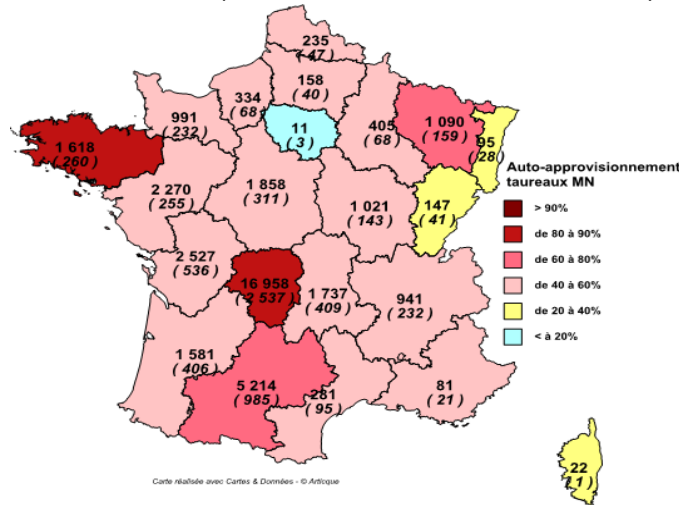 235
( 47 )
158
( 40 )
334
( 68 )
991
( 232 )
405
( 68 )
1 090
( 159 )
11
( 3 )
95
( 28 )
1 618
( 260 )
2 270
( 255 )
1 858
( 311 )
1 021
( 143 )
147
( 41 )
2 527
( 536 )
16 958
( 2 537 )
1 737
( 409 )
941
( 232 )
1 581
( 406 )
5 214
( 985 )
281
( 95 )
81
( 21 )
22
Auto-approvisionnement
taureaux MN
> 90%
de 80 à 90%
de 60 à 80%
de 40 à 60%
de 20 à 40%
< à 20%
Carte réalisée avec Cartes & Données - © Articque